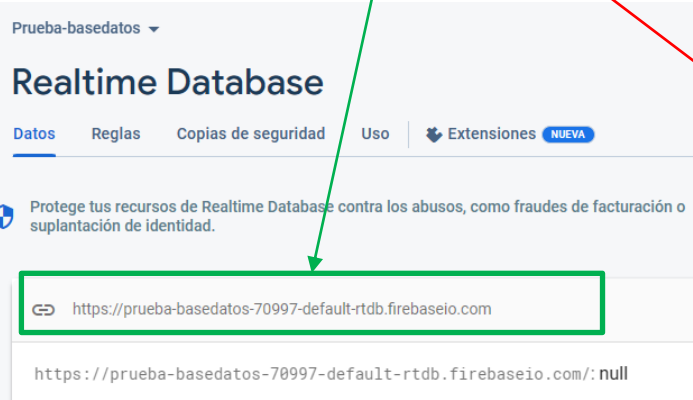 Prueba-basedatos
Realtime Database
Datos Reglas Copias de seguridad Uso Extensiones NUEVA
Protege tus recursos de Realtime Database contra los abusos, como fraudes de facturación o
suplantación de identidad.
https://prueba-basedatos-70997-default-rtdb.firebaseio.com
https://prueba-basedatos-70997-default-rtdb.firebaseio.com/: null